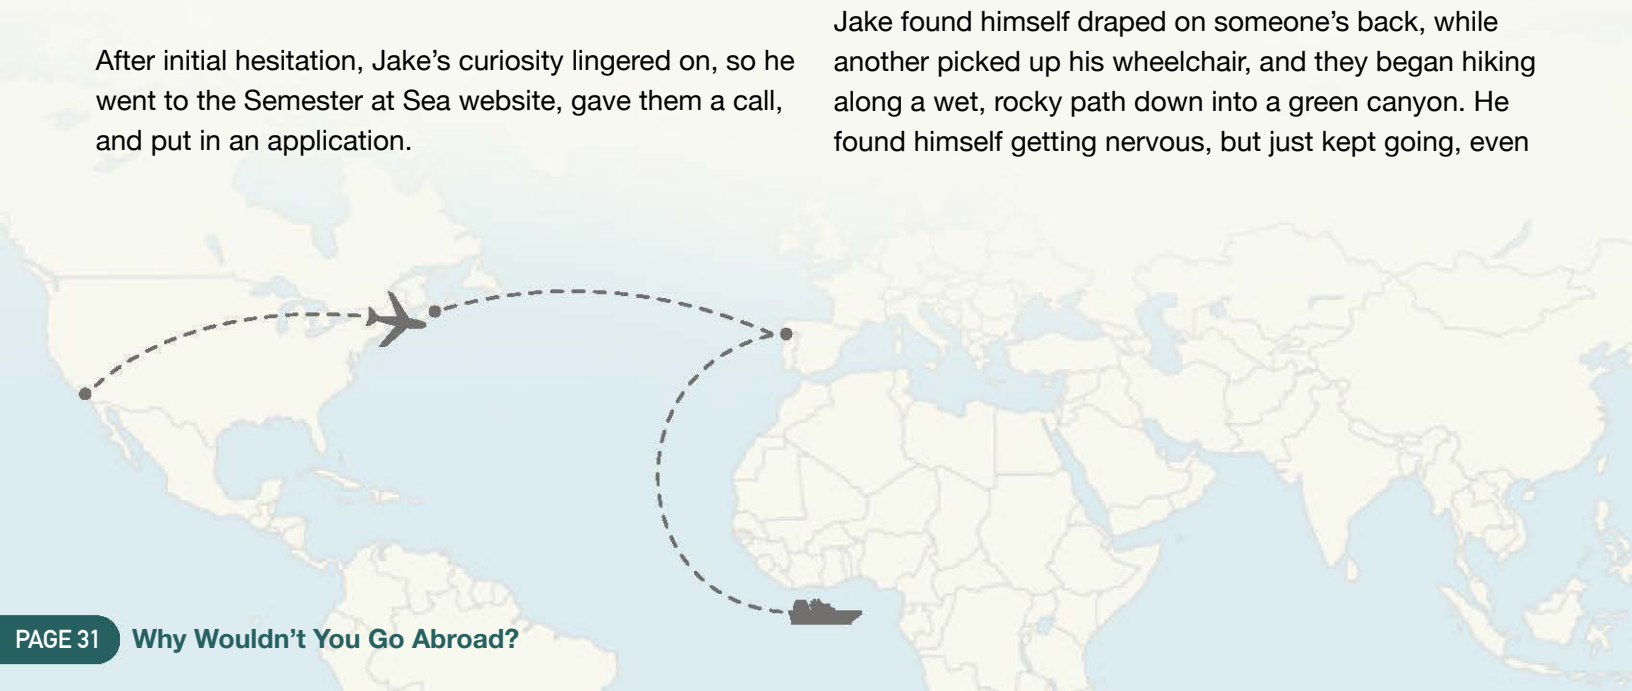 After initial hesitation, Jake’s curiosity lingered on, so he
went to the Semester at Sea website, gave them a call,
and put in an application.
Jake found himself draped on someone’s back, while
another picked up his wheelchair, and they began hiking
along a wet, rocky path down into a green canyon. He
found himself getting nervous, but just kept going, even
PAGE 31 Why Wouldn’t You Go Abroad?